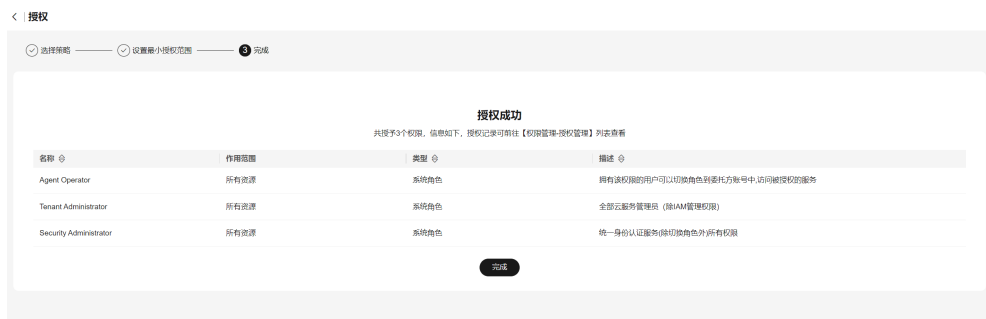 授权
选择策略 设置最小授权范围 3 完成
授权成功
共授予3个权限，信息如下，授权记录可前往【权限管理-授权管理】列表查看
名称 作用范围 类型 描述
Agent Operator 所有资源 系统角色 拥有该权限的用户可以切换角色到委托方账号中,访问被授权的服务
Tenant Administrator 所有资源 系统角色 全部云服务管理员（除IAM管理权限）
Security Administrator 所有资源 系统角色 统一身份认证服务(除切换角色外)所有权限
完成